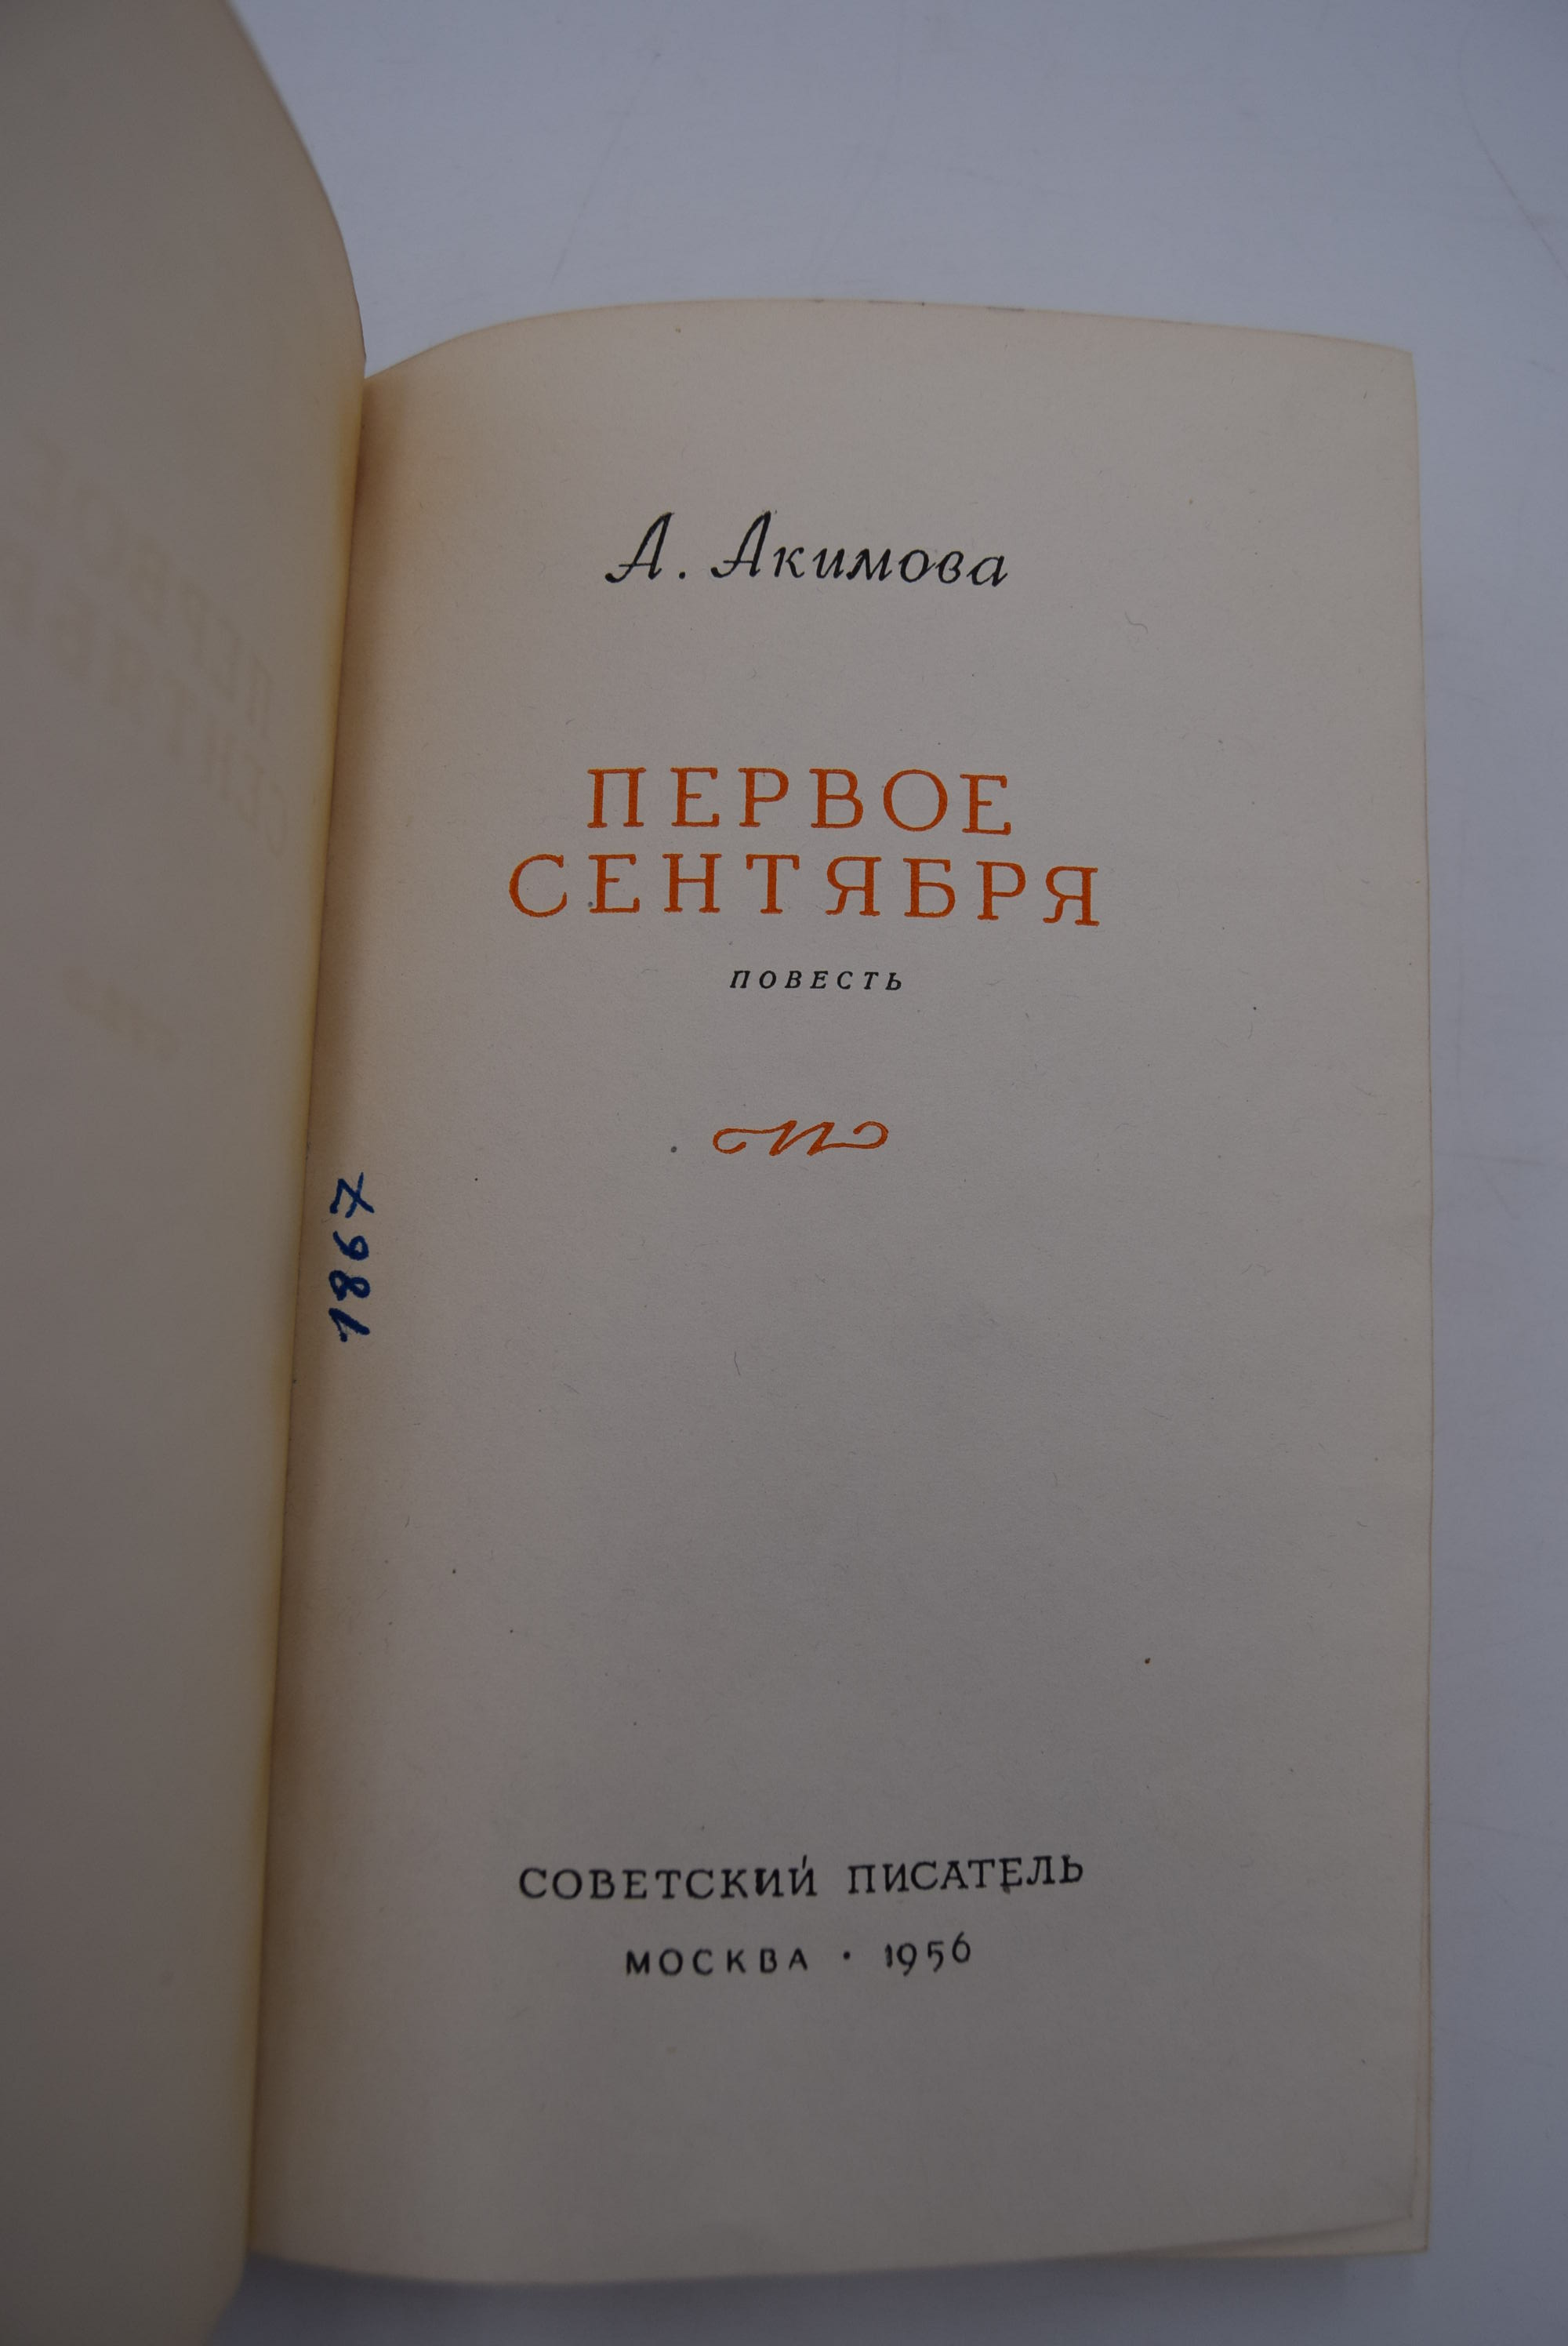 А. Акимова
ПЕРВОЕ
СЕНТЯБРЯ
ПОВЕСТЬ
1867
СОВЕТСКИЙ ПИСАТЕЛЬ
МОСКВА · 1956